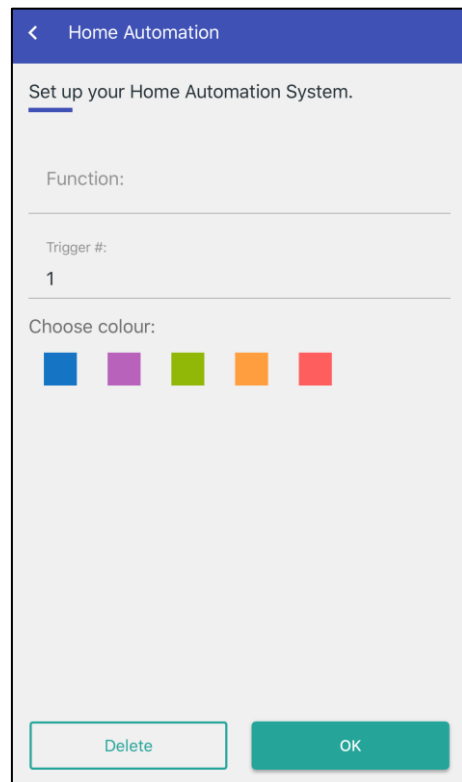 Home Automation
Set up your Home Automation System.
Function:
Trigger #:
1
Choose colour:
Delete
OK